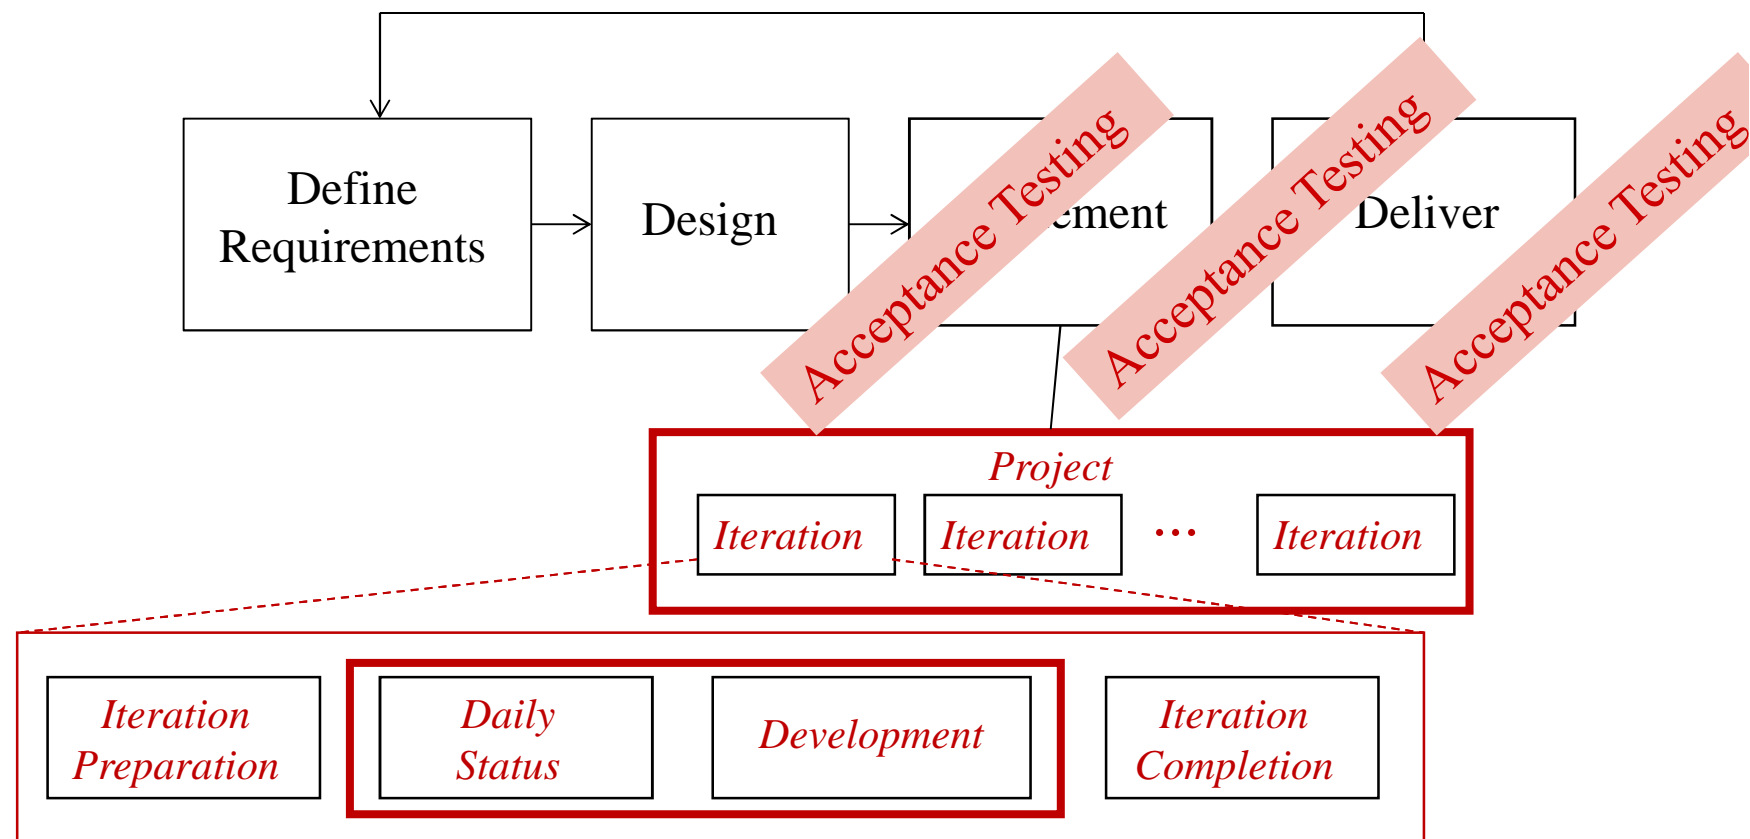 Define
Requirements
Design
ement
Deliver
Acceptance Testing
Acceptance Testing
Acceptance Testing
Project
Iteration
Iteration
...
Iteration
Iteration
Preparation
Daily
Status
Development
Iteration
Completion